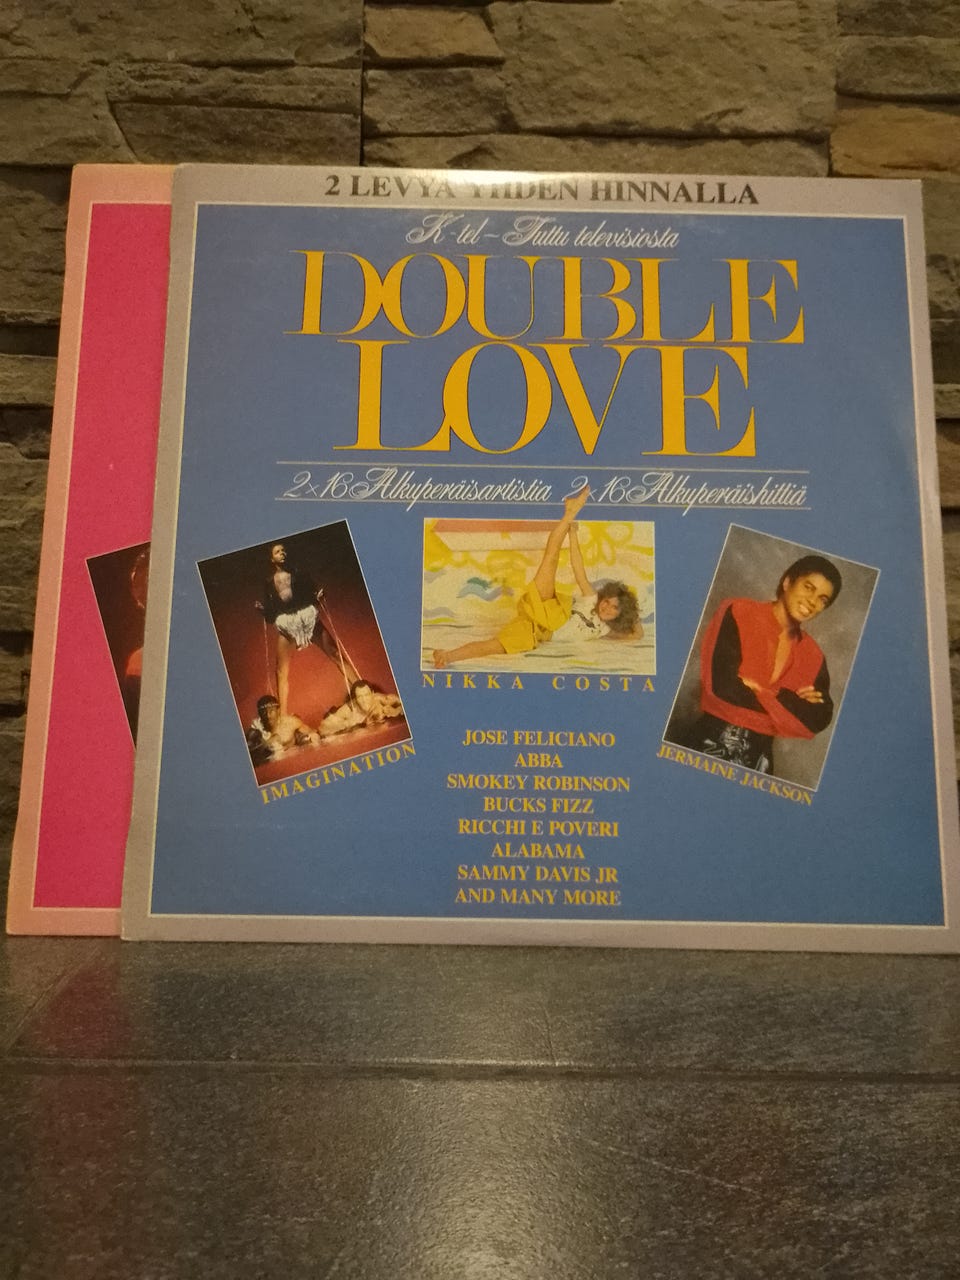 2 LEVYÄ YHDEN HINNALLA
K-tel – Tuttu televisiosta
DOUBLE
LOVE
2×16 Alkuperäisartistia 2×16 Alkuperäishittiä
NIKKA COSTA
IMAGINATION
JERMAINE JACKSON
JOSE FELICIANO
ABBA
SMOKEY ROBINSON
BUCKS FIZZ
RICCHI E POVERI
ALABAMA
SAMMY DAVIS JR
AND MANY MORE